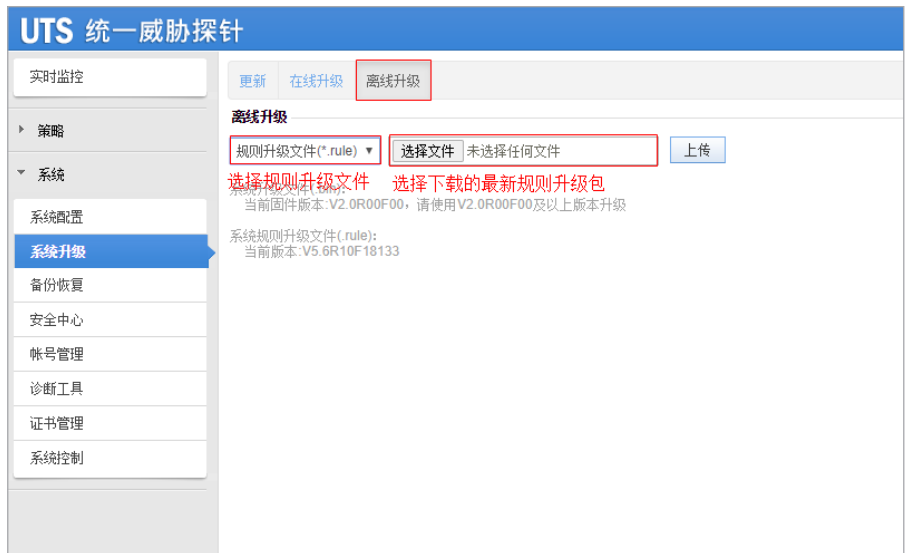 UTS 统一威胁探针
实时监控
策略
系统
系统配置
系统升级
备份恢复
安全中心
帐号管理
诊断工具
证书管理
系统控制
更新 在线升级 离线升级
离线升级
规则升级文件(*.rule) ▼ 选择文件 未选择任何文件 上传
选择规则升级文件 选择下载的最新规则升级包
系统升级文件(.bin):
当前固件版本:V2.0R00F00，请使用V2.0R00F00及以上版本升级
系统规则升级文件(.rule):
当前版本:V5.6R10F18133